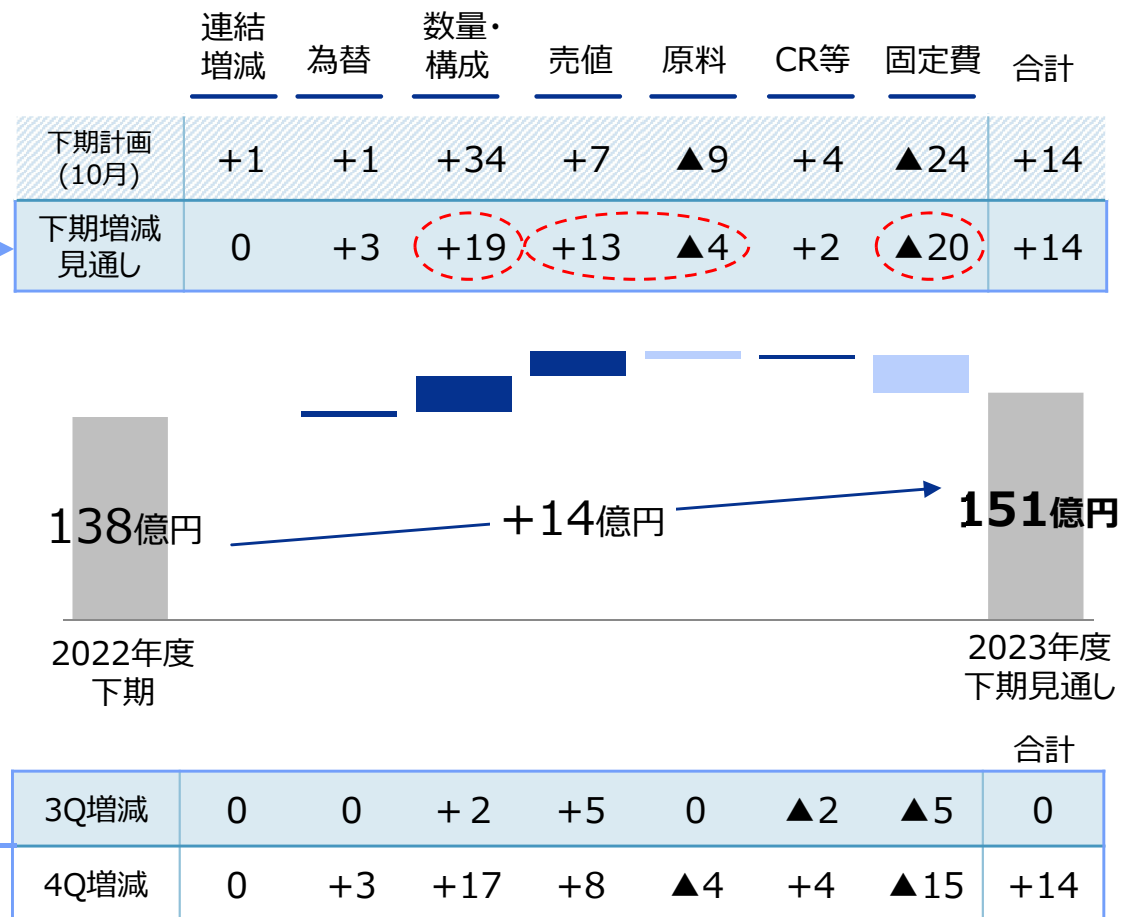 連結
増減 為替 数量・
構成 売値 原料 CR等 固定費 合計
下期計画
(10月) +1 +1 +34 +7 ▲9 +4 ▲24 +14
下期増減
見通し 0 +3 +19 +13 ▲4 +2 ▲20 +14
138億円 +14億円 151億円
2022年度
下期
2023年度
下期見通し
合計
3Q増減 0 0 +2 +5 0 ▲2 ▲5 0
4Q増減 0 +3 +17 +8 ▲4 +4 ▲15 +14